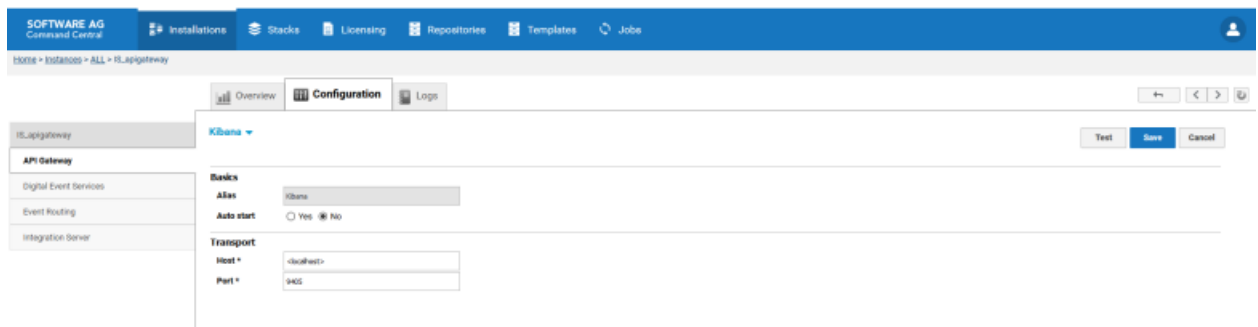 SOFTWARE AG
Command Central
Installations
Stacks
Licensing
Repositories
Templates
Jobs
Home > Instances > ALL > IS_apigateway
Overview
Configuration
Logs
IS_apigateway
API Gateway
Digital Event Services
Event Routing
Integration Server
Kibana
Test
Save
Cancel
Basics
Alias Kibana
Auto start Yes No
Transport
Host * <localhost>
Port * 9405